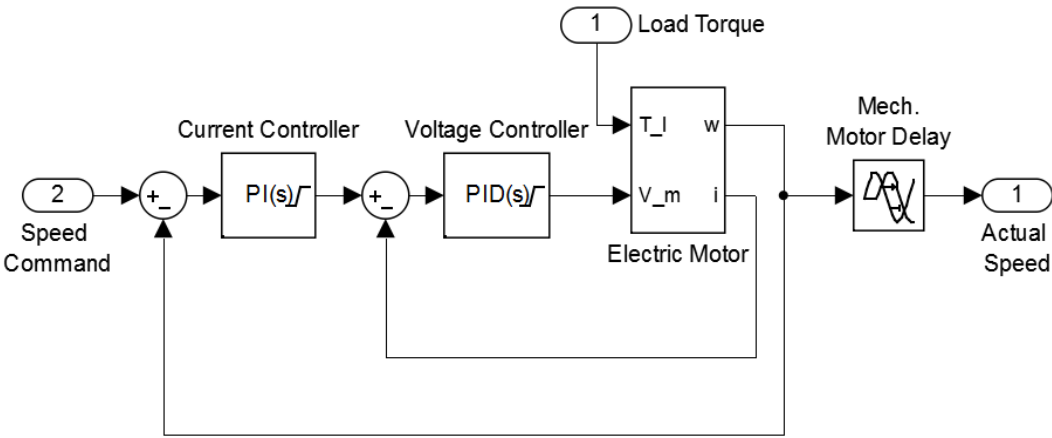 1
Load Torque
Mech.
Motor Delay
Current Controller
Voltage Controller
T_l
w
2
+
_
PI(s)
+
_
PID(s)
V_m
i
1
Speed
Command
Electric Motor
Actual
Speed